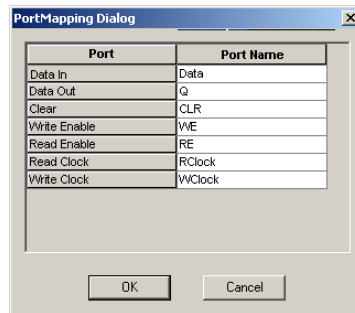 PortMapping Dialog
Port Port Name
Data In Data
Data Out Q
Clear CLR
Write Enable WE
Read Enable RE
Read Clock RClock
Write Clock WClock
OK Cancel